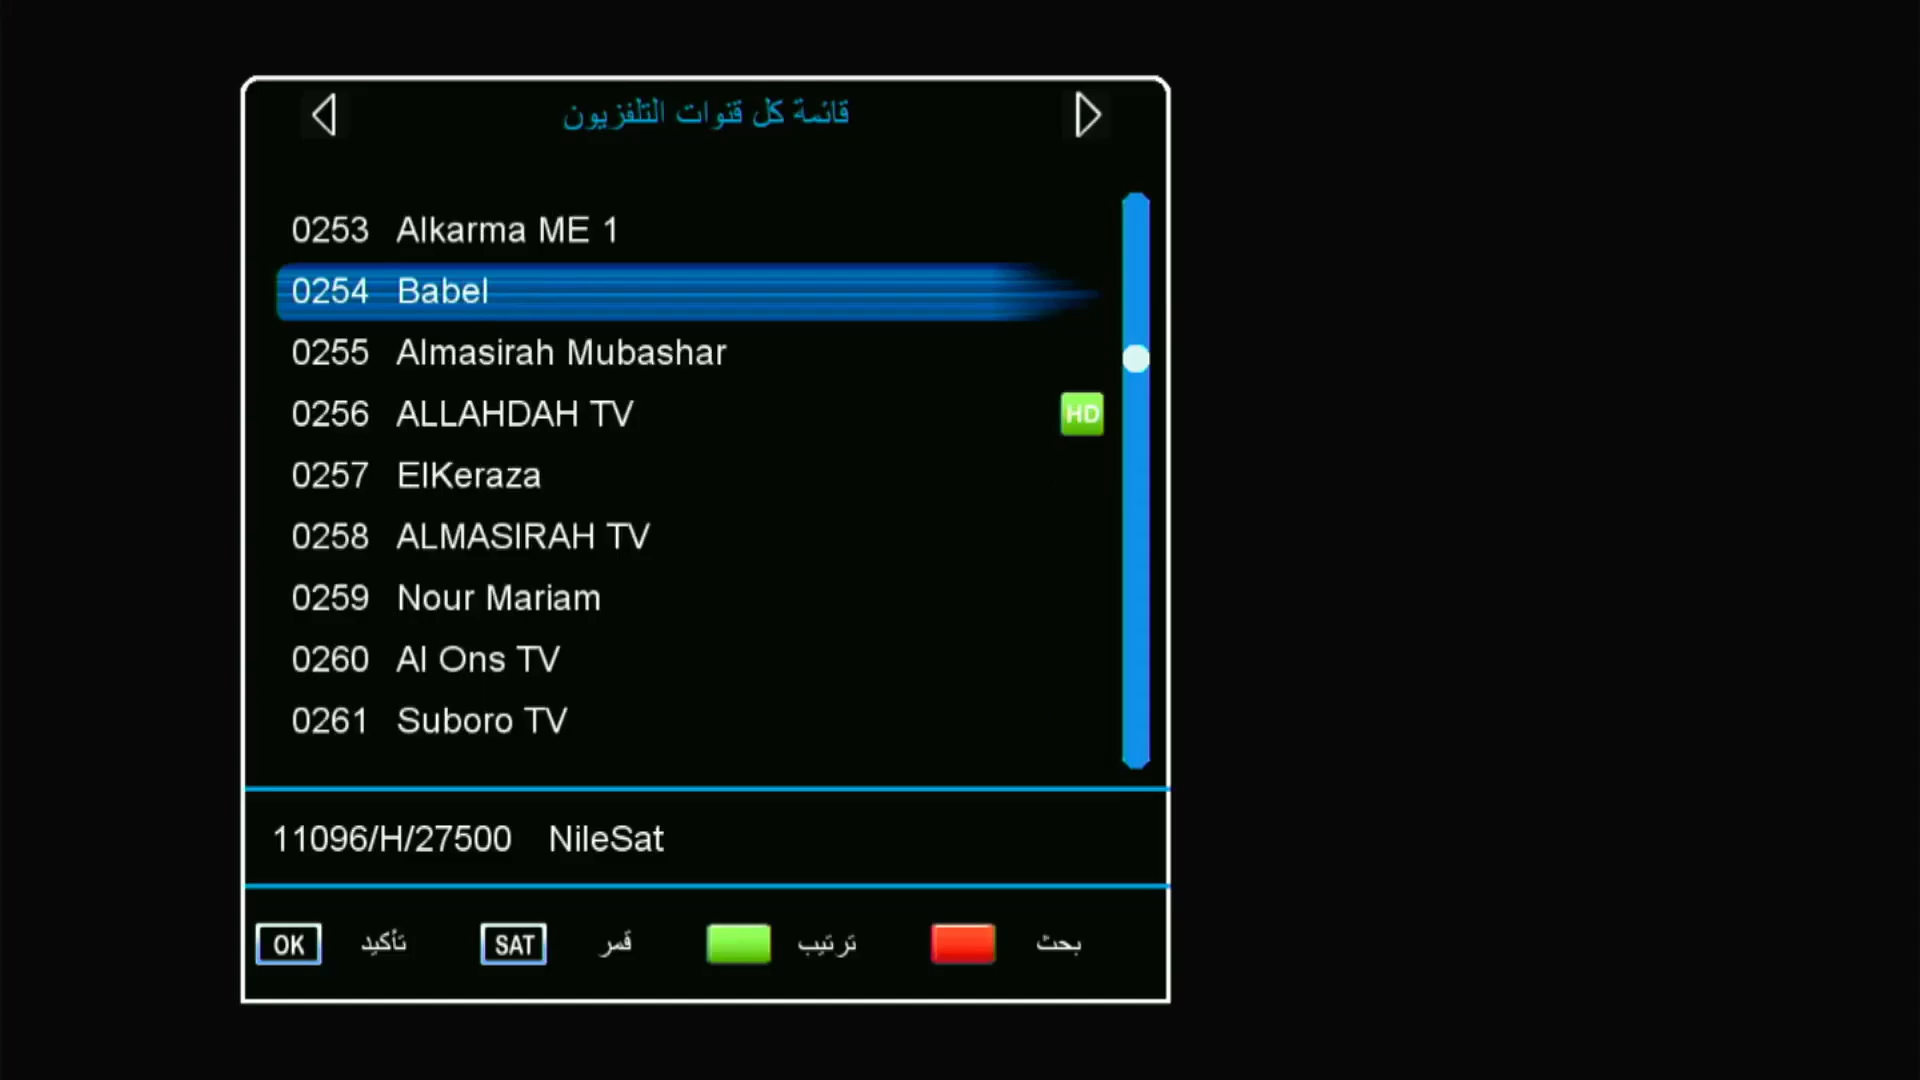 قائمة كل قنوات التلفزيون
0253 Alkarma ME 1
0254 Babel
0255 Almasirah Mubashar
0256 ALLAHDAH TV HD
0257 ElKeraza
0258 ALMASIRAH TV
0259 Nour Mariam
0260 Al Ons TV
0261 Suboro TV
11096/H/27500 NileSat
OK تأكيد SAT قمر ترتيب بحث